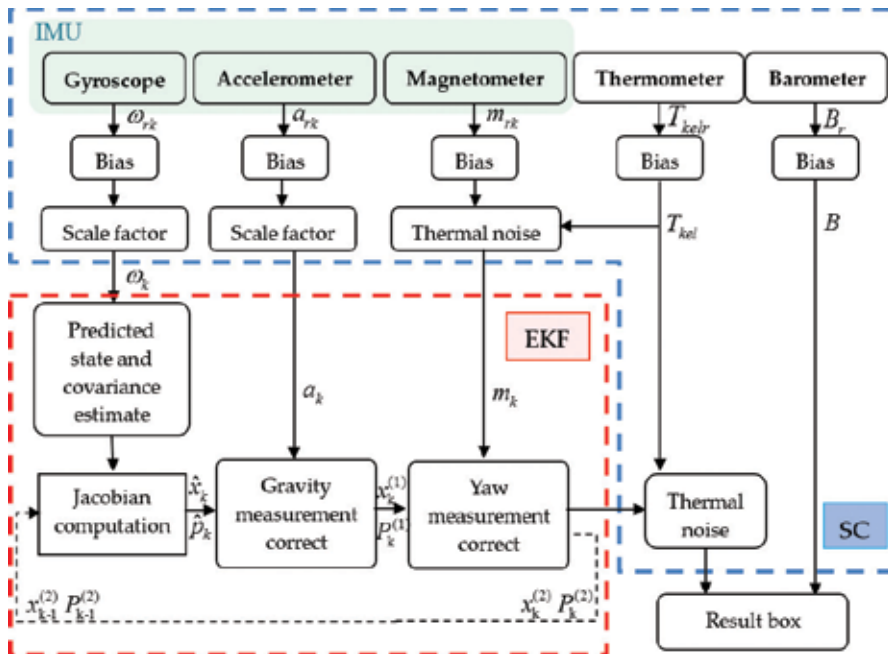 IMU
Gyroscope
Accelerometer
Magnetometer
Thermometer
Barometer
ω_rk
a_rk
m_rk
T_kelr
B_r
Bias
Bias
Bias
Bias
Bias
Scale factor
Scale factor
Thermal noise
T_kel
B
ω_k
Predicted
state and
covariance
estimate
EKF
a_k
m_k
Jacobian
computation
x̂_k
p̂_k
Gravity
measurement
correct
x_k^(1)
P_k^(1)
Yaw
measurement
correct
Thermal
noise
SC
x_k-1^(2) P_k-1^(2)
x_k^(2) P_k^(2)
Result box